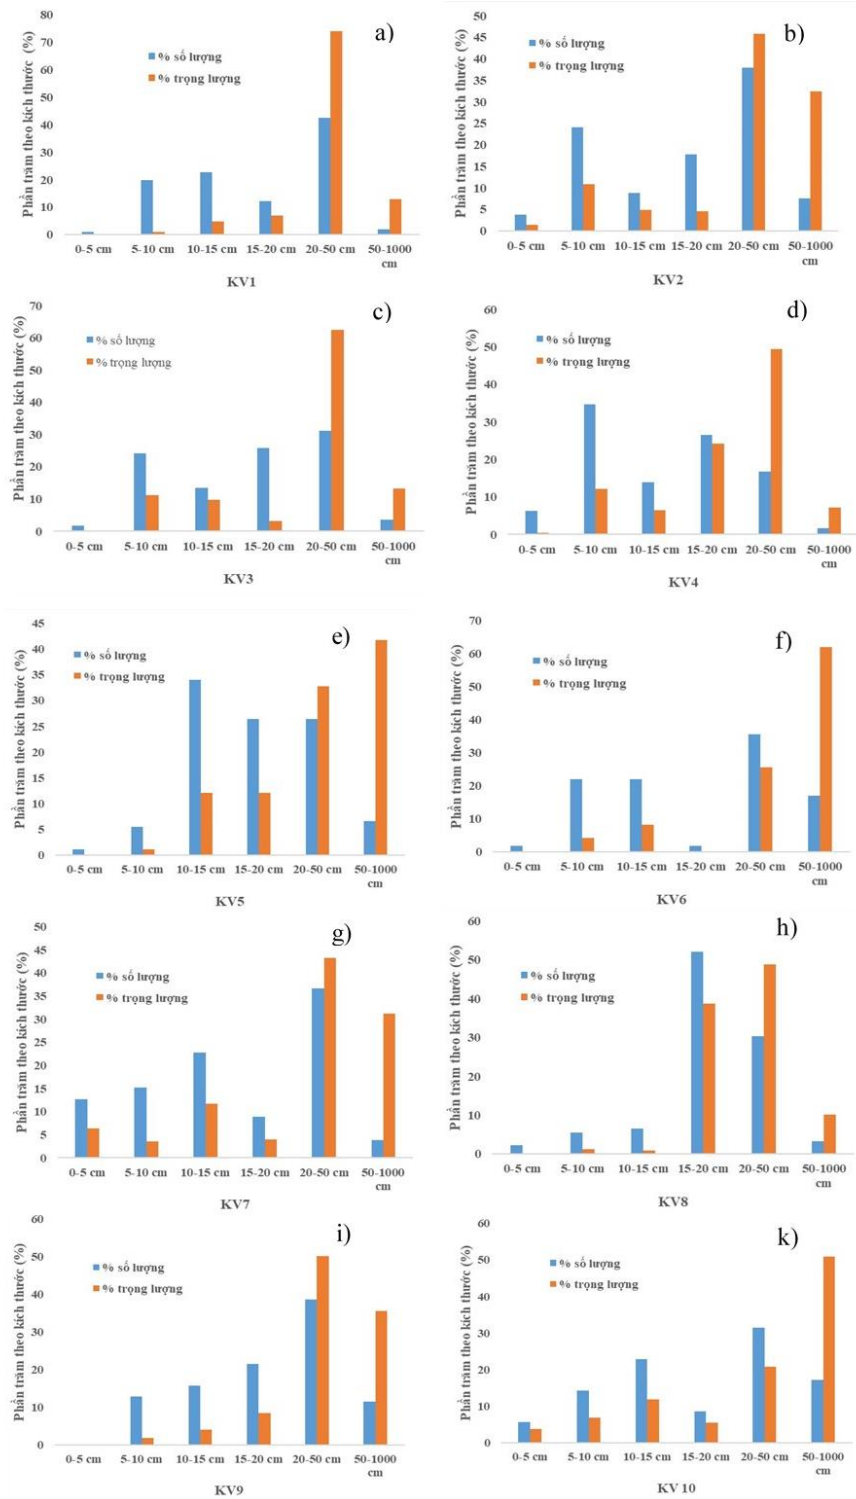 a)
Phần trăm theo kích thước (%)
80
70
60
50
40
30
20
10
0
% số lượng
% trọng lượng
0-5 cm 5-10 cm 10-15 cm 15-20 cm 20-50 cm 50-1000
cm
KV1
b)
Phần trăm theo kích thước (%)
50
45
40
35
30
25
20
15
10
5
0
% số lượng
% trọng lượng
0-5 cm 5-10 cm 10-15 cm 15-20 cm 20-50 cm 50-1000
cm
KV2
c)
Phần trăm theo kích thước (%)
70
60
50
40
30
20
10
0
% số lượng
% trọng lượng
0-5 cm 5-10 cm 10-15 cm 15-20 cm 20-50 cm 50-1000
cm
KV3
d)
Phần trăm theo kích thước (%)
60
50
40
30
20
10
0
% số lượng
% trọng lượng
0-5 cm 5-10 cm 10-15 cm 15-20 cm 20-50 cm 50-1000
cm
KV4
e)
Phần trăm theo kích thước (%)
45
40
35
30
25
20
15
10
5
0
% số lượng
% trọng lượng
0-5 cm 5-10 cm 10-15 cm 15-20 cm 20-50 cm 50-1000
cm
KV5
f)
Phần trăm theo kích thước (%)
70
60
50
40
30
20
10
0
% số lượng
% trọng lượng
0-5 cm 5-10 cm 10-15 cm 15-20 cm 20-50 cm 50-1000
cm
KV6
g)
Phần trăm theo kích thước (%)
50
45
40
35
30
25
20
15
10
5
0
% số lượng
% trọng lượng
0-5 cm 5-10 cm 10-15 cm 15-20 cm 20-50 cm 50-1000
cm
KV7
h)
Phần trăm theo kích thước (%)
60
50
40
30
20
10
0
% số lượng
% trọng lượng
0-5 cm 5-10 cm 10-15 cm 15-20 cm 20-50 cm 50-1000
cm
KV8
i)
Phần trăm theo kích thước (%)
60
50
40
30
20
10
0
% số lượng
% trọng lượng
0-5 cm 5-10 cm 10-15 cm 15-20 cm 20-50 cm 50-1000
cm
KV9
k)
Phần trăm theo kích thước (%)
60
50
40
30
20
10
0
% số lượng
% trọng lượng
0-5 cm 5-10 cm 10-15 cm 15-20 cm 20-50 cm 50-1000
cm
KV 10